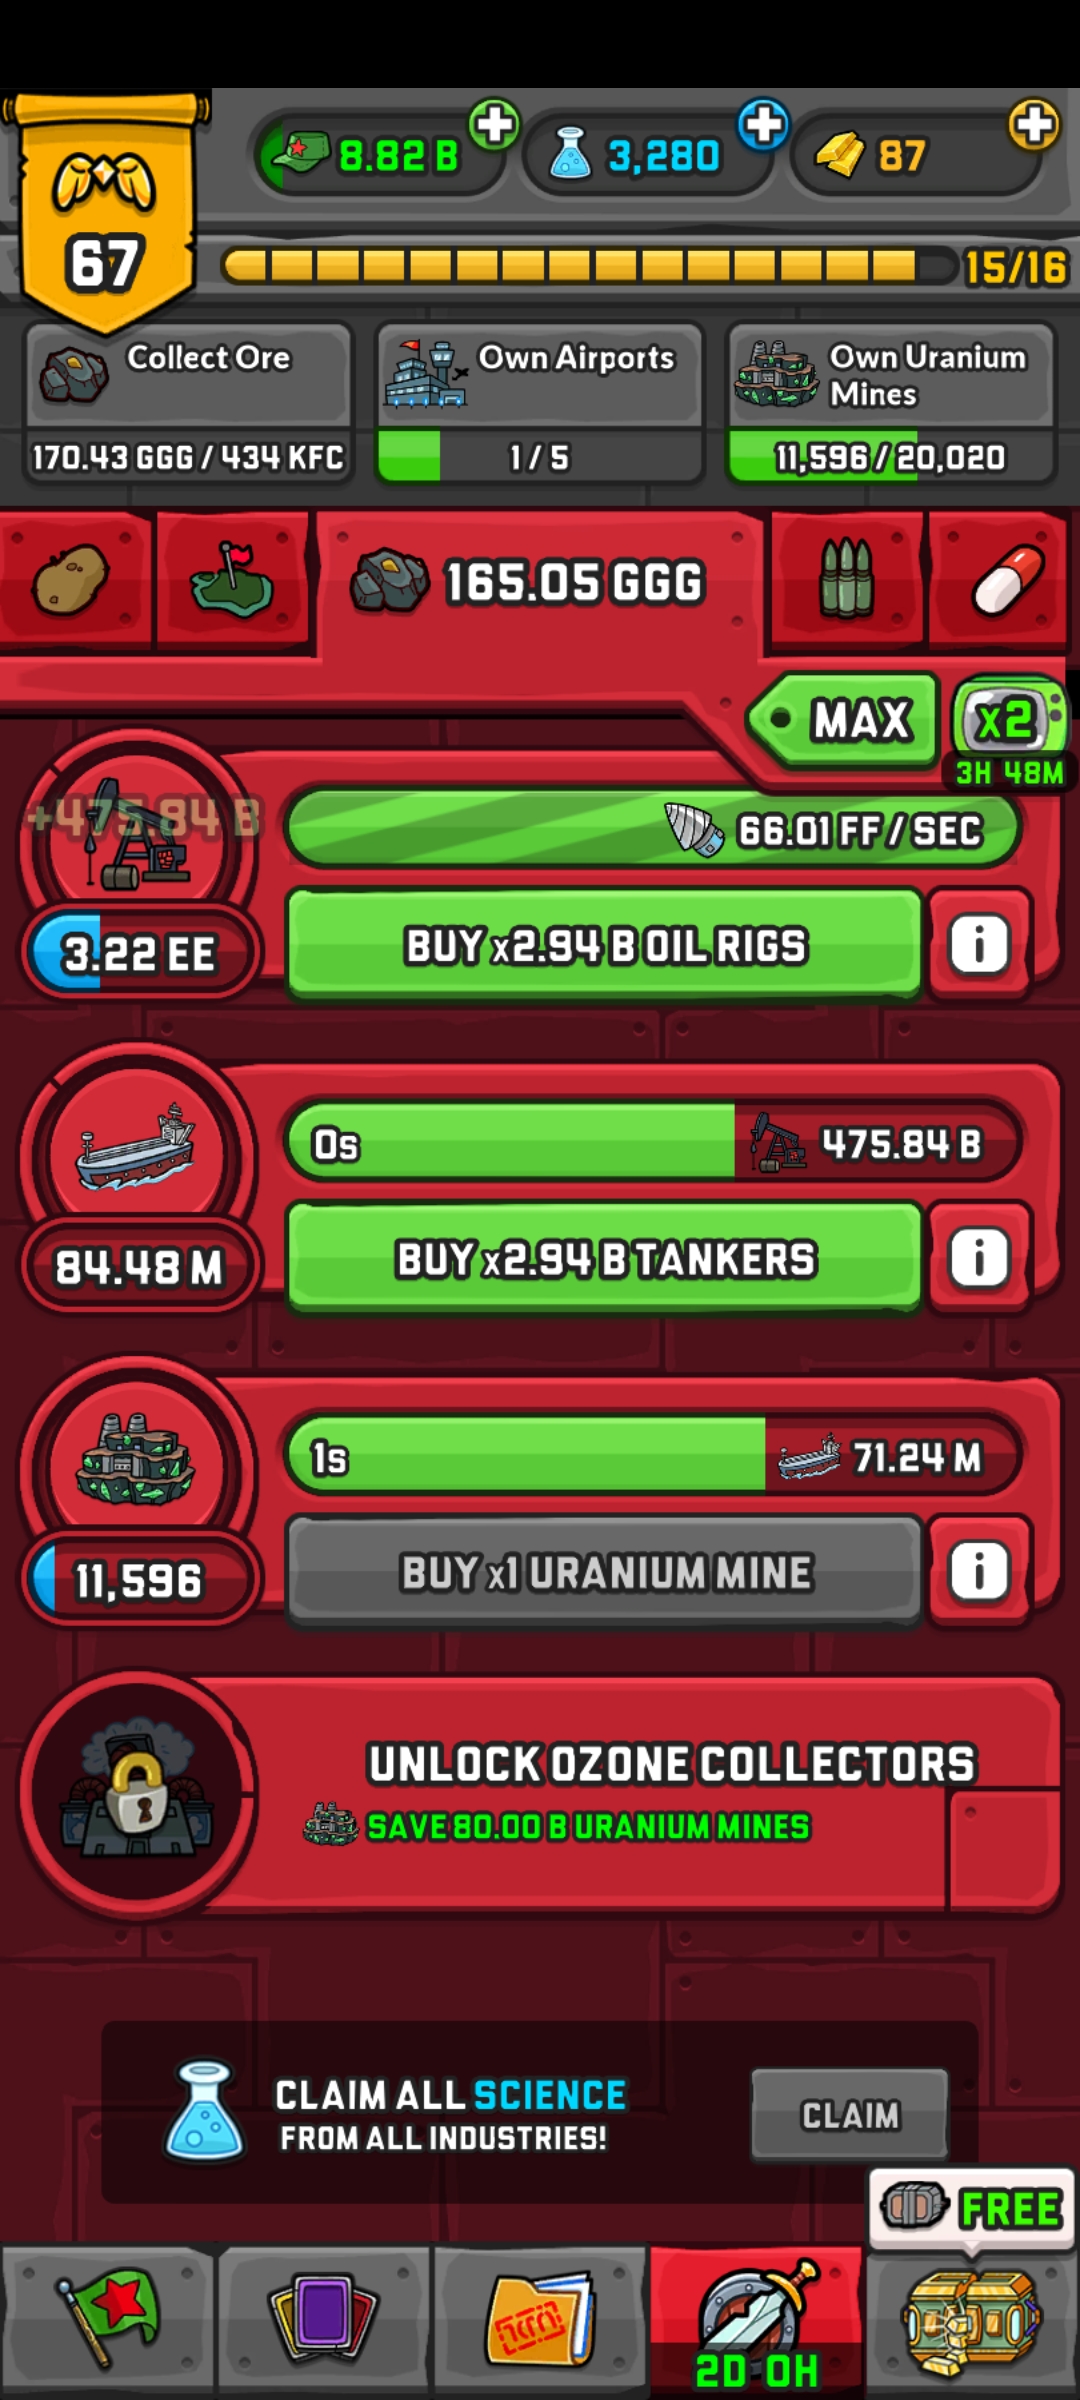 8.82 B
3,280
87
67
15/16
Collect Ore
Own Airports
Own Uranium
Mines
170.43 GGG / 434 KFC
1 / 5
11,596 / 20,020
165.05 GGG
MAX
x2
3H 48M
+475.84 B
66.01 FF / SEC
3.22 EE
BUY x2.94 B OIL RIGS
i
0s
475.84 B
84.48 M
BUY x2.94 B TANKERS
i
1s
71.24 M
11,596
BUY x1 URANIUM MINE
i
UNLOCK OZONE COLLECTORS
SAVE 80.00 B URANIUM MINES
CLAIM ALL SCIENCE
FROM ALL INDUSTRIES!
CLAIM
FREE
2D 0H